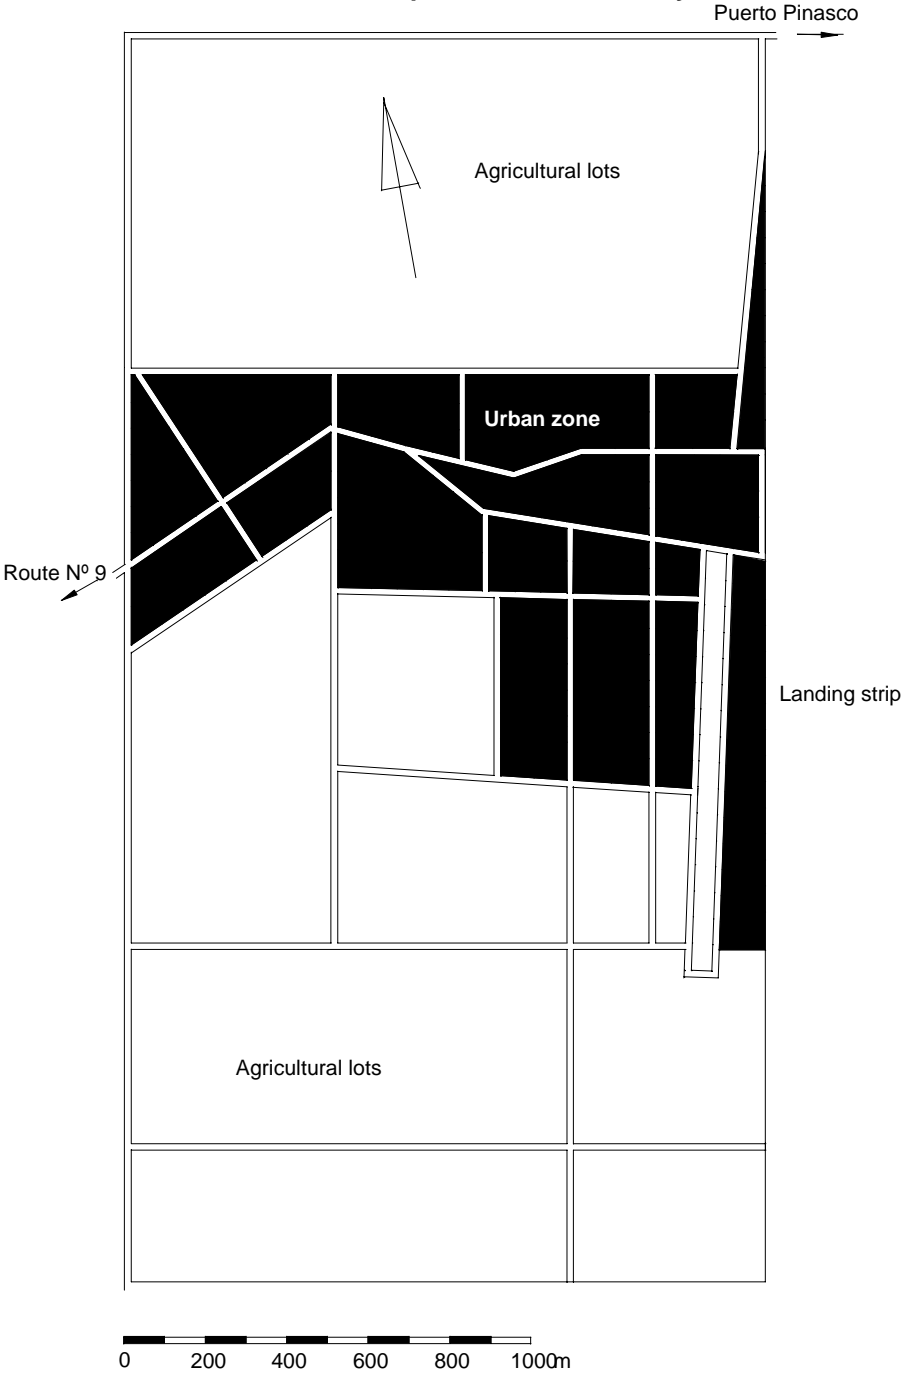 Puerto Pinasco
Agricultural lots
Urban zone
Route Nº 9
Landing strip
Agricultural lots
0 200 400 600 800 1000m